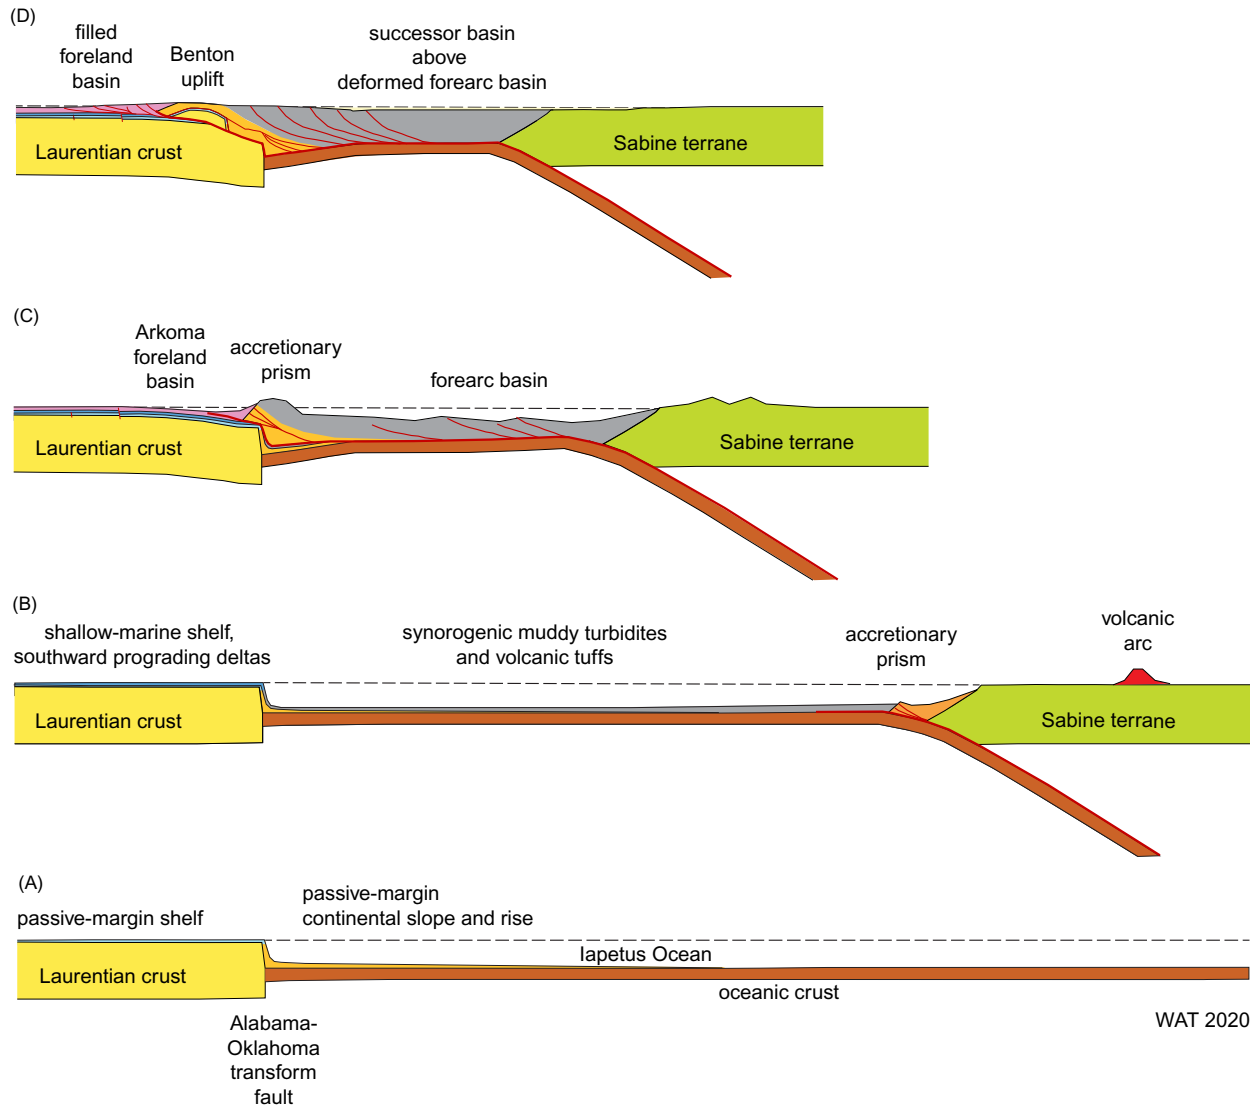 (D)
filled
foreland
basin
Benton
uplift
successor basin
above
deformed forearc basin
Laurentian crust
Sabine terrane
(C)
Arkoma
foreland
basin
accretionary
prism
forearc basin
Laurentian crust
Sabine terrane
(B)
shallow-marine shelf,
southward prograding deltas
synorogenic muddy turbidites
and volcanic tuffs
accretionary
prism
volcanic
arc
Laurentian crust
Sabine terrane
(A)
passive-margin shelf
passive-margin
continental slope and rise
Iapetus Ocean
Laurentian crust
oceanic crust
Alabama-
Oklahoma
transform
fault
WAT 2020